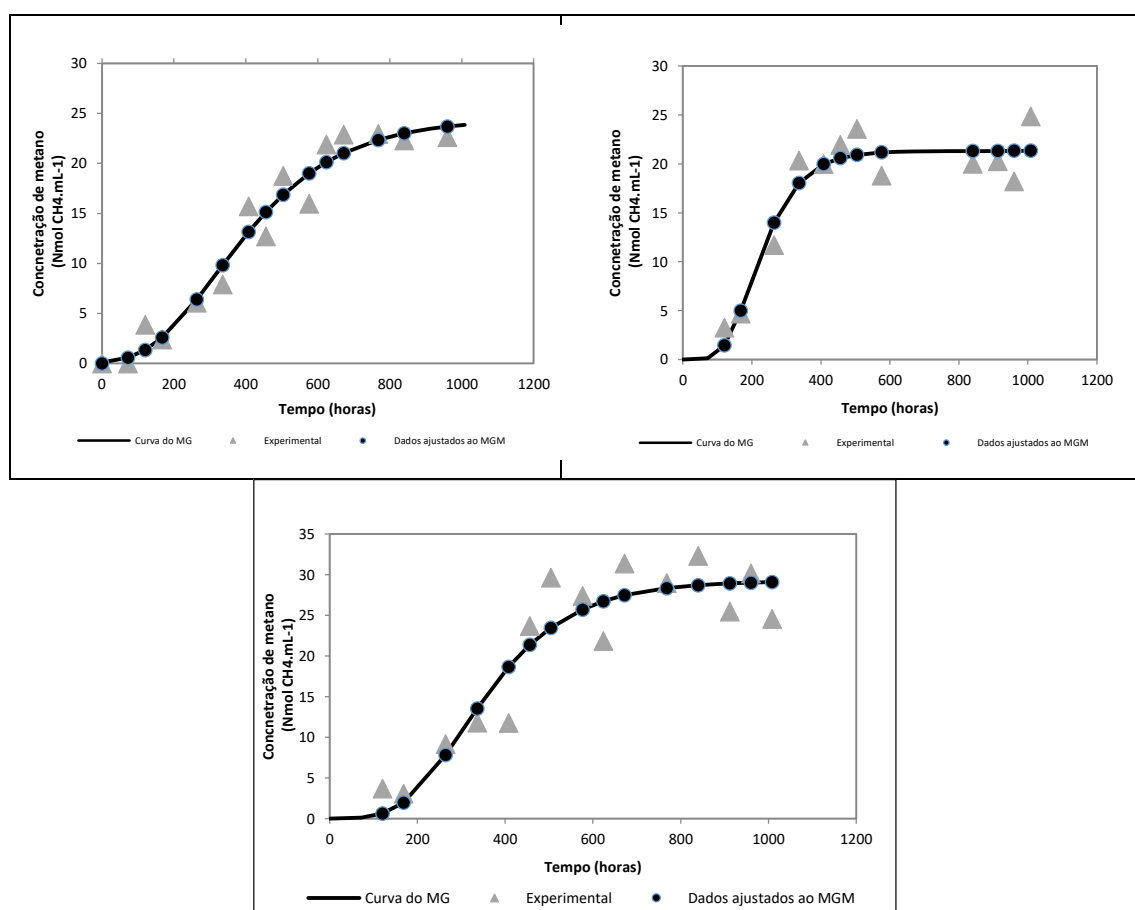 Concnetração de metano
(Nmol CH4.mL-1)
30
25
20
15
10
5
0
0 200 400 600 800 1000 1200
Tempo (horas)
Curva do MG Experimental Dados ajustados ao MGM
Concnetração de metano
(Nmol CH4.mL-1)
30
25
20
15
10
5
0
0 200 400 600 800 1000 1200
Tempo (horas)
Curva do MG Experimental Dados ajustados ao MGM
Concnetração de metano
(Nmol CH4.mL-1)
35
30
25
20
15
10
5
0
0 200 400 600 800 1000 1200
Tempo (horas)
Curva do MG Experimental Dados ajustados ao MGM